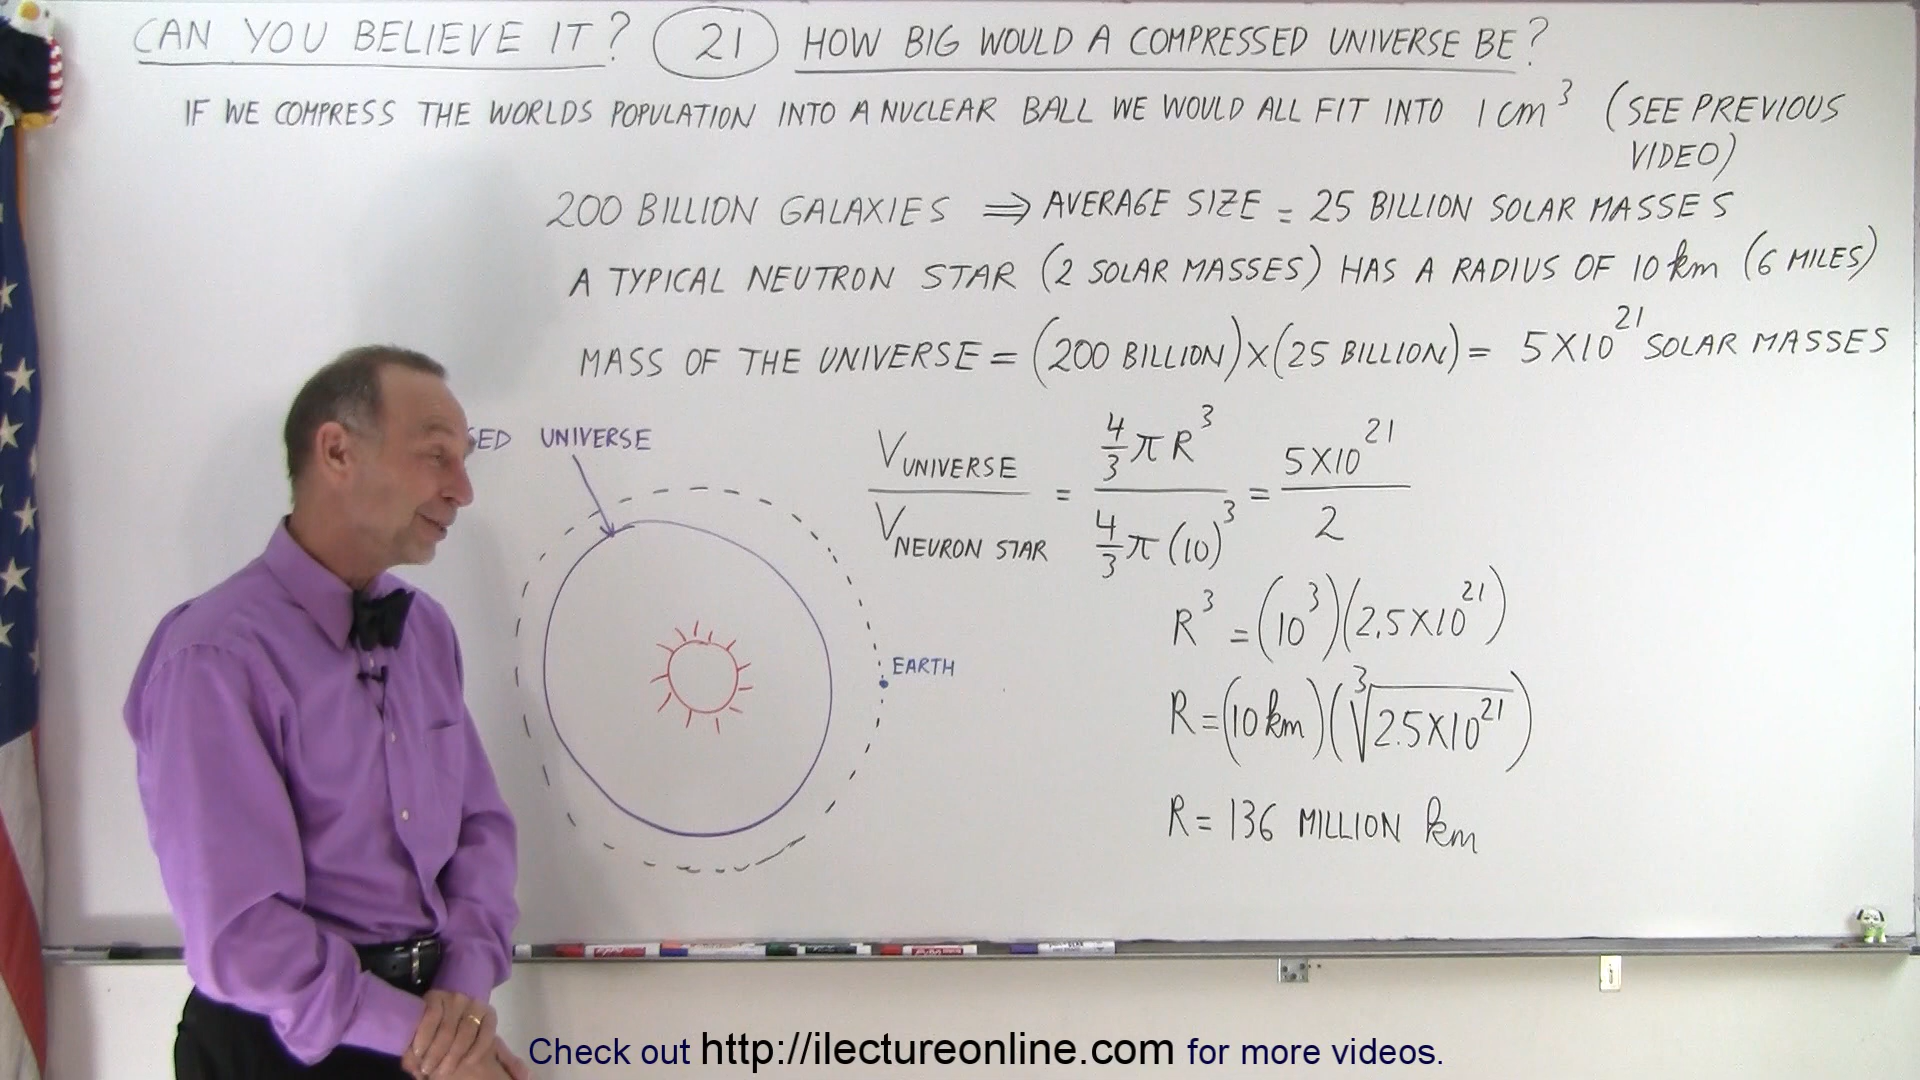 CAN YOU BELIEVE IT? 21 HOW BIG WOULD A COMPRESSED UNIVERSE BE?
IF WE COMPRESS THE WORLDS POPULATION INTO A NUCLEAR BALL WE WOULD ALL FIT INTO 1 cm³ (SEE PREVIOUS
VIDEO)
200 BILLION GALAXIES ⇒ AVERAGE SIZE = 25 BILLION SOLAR MASSES
A TYPICAL NEUTRON STAR (2 SOLAR MASSES) HAS A RADIUS OF 10 km (6 MILES)
MASS OF THE UNIVERSE = (200 BILLION) X (25 BILLION) = 5X10²¹ SOLAR MASSES
SED UNIVERSE
EARTH
V UNIVERSE / V NEURON STAR = 4/3 π R³ / 4/3 π (10)³ = 5X10²¹ / 2
R³ = (10³)(2.5X10²¹)
R = (10 km)(∛2.5X10²¹)
R = 136 MILLION km
Check out http://ilectureonline.com for more videos.